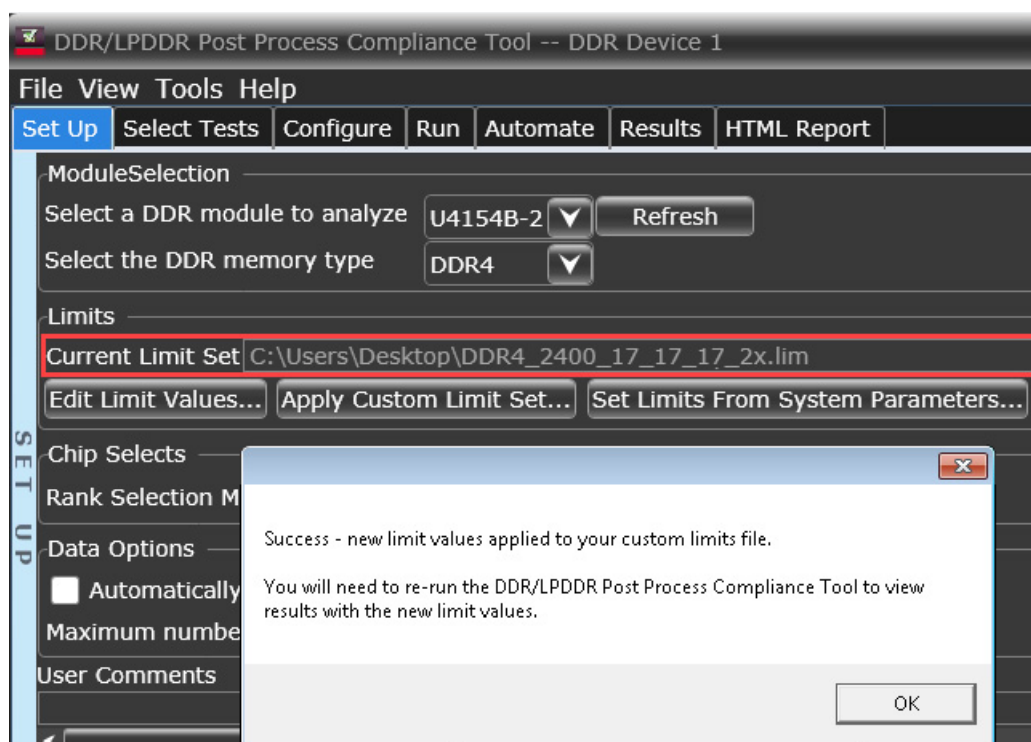 DDR/LPDDR Post Process Compliance Tool -- DDR Device 1
File View Tools Help
Set Up Select Tests Configure Run Automate Results HTML Report
ModuleSelection
Select a DDR module to analyze U4154B-2 Refresh
Select the DDR memory type DDR4
Limits
Current Limit Set C:\Users\Desktop\DDR4_2400_17_17_17_2x.lim
Edit Limit Values... Apply Custom Limit Set... Set Limits From System Parameters...
SET UP
Chip Selects
Rank Selection M
Data Options
Automatically
Maximum numbe
User Comments
Success - new limit values applied to your custom limits file.
You will need to re-run the DDR/LPDDR Post Process Compliance Tool to view
results with the new limit values.
OK